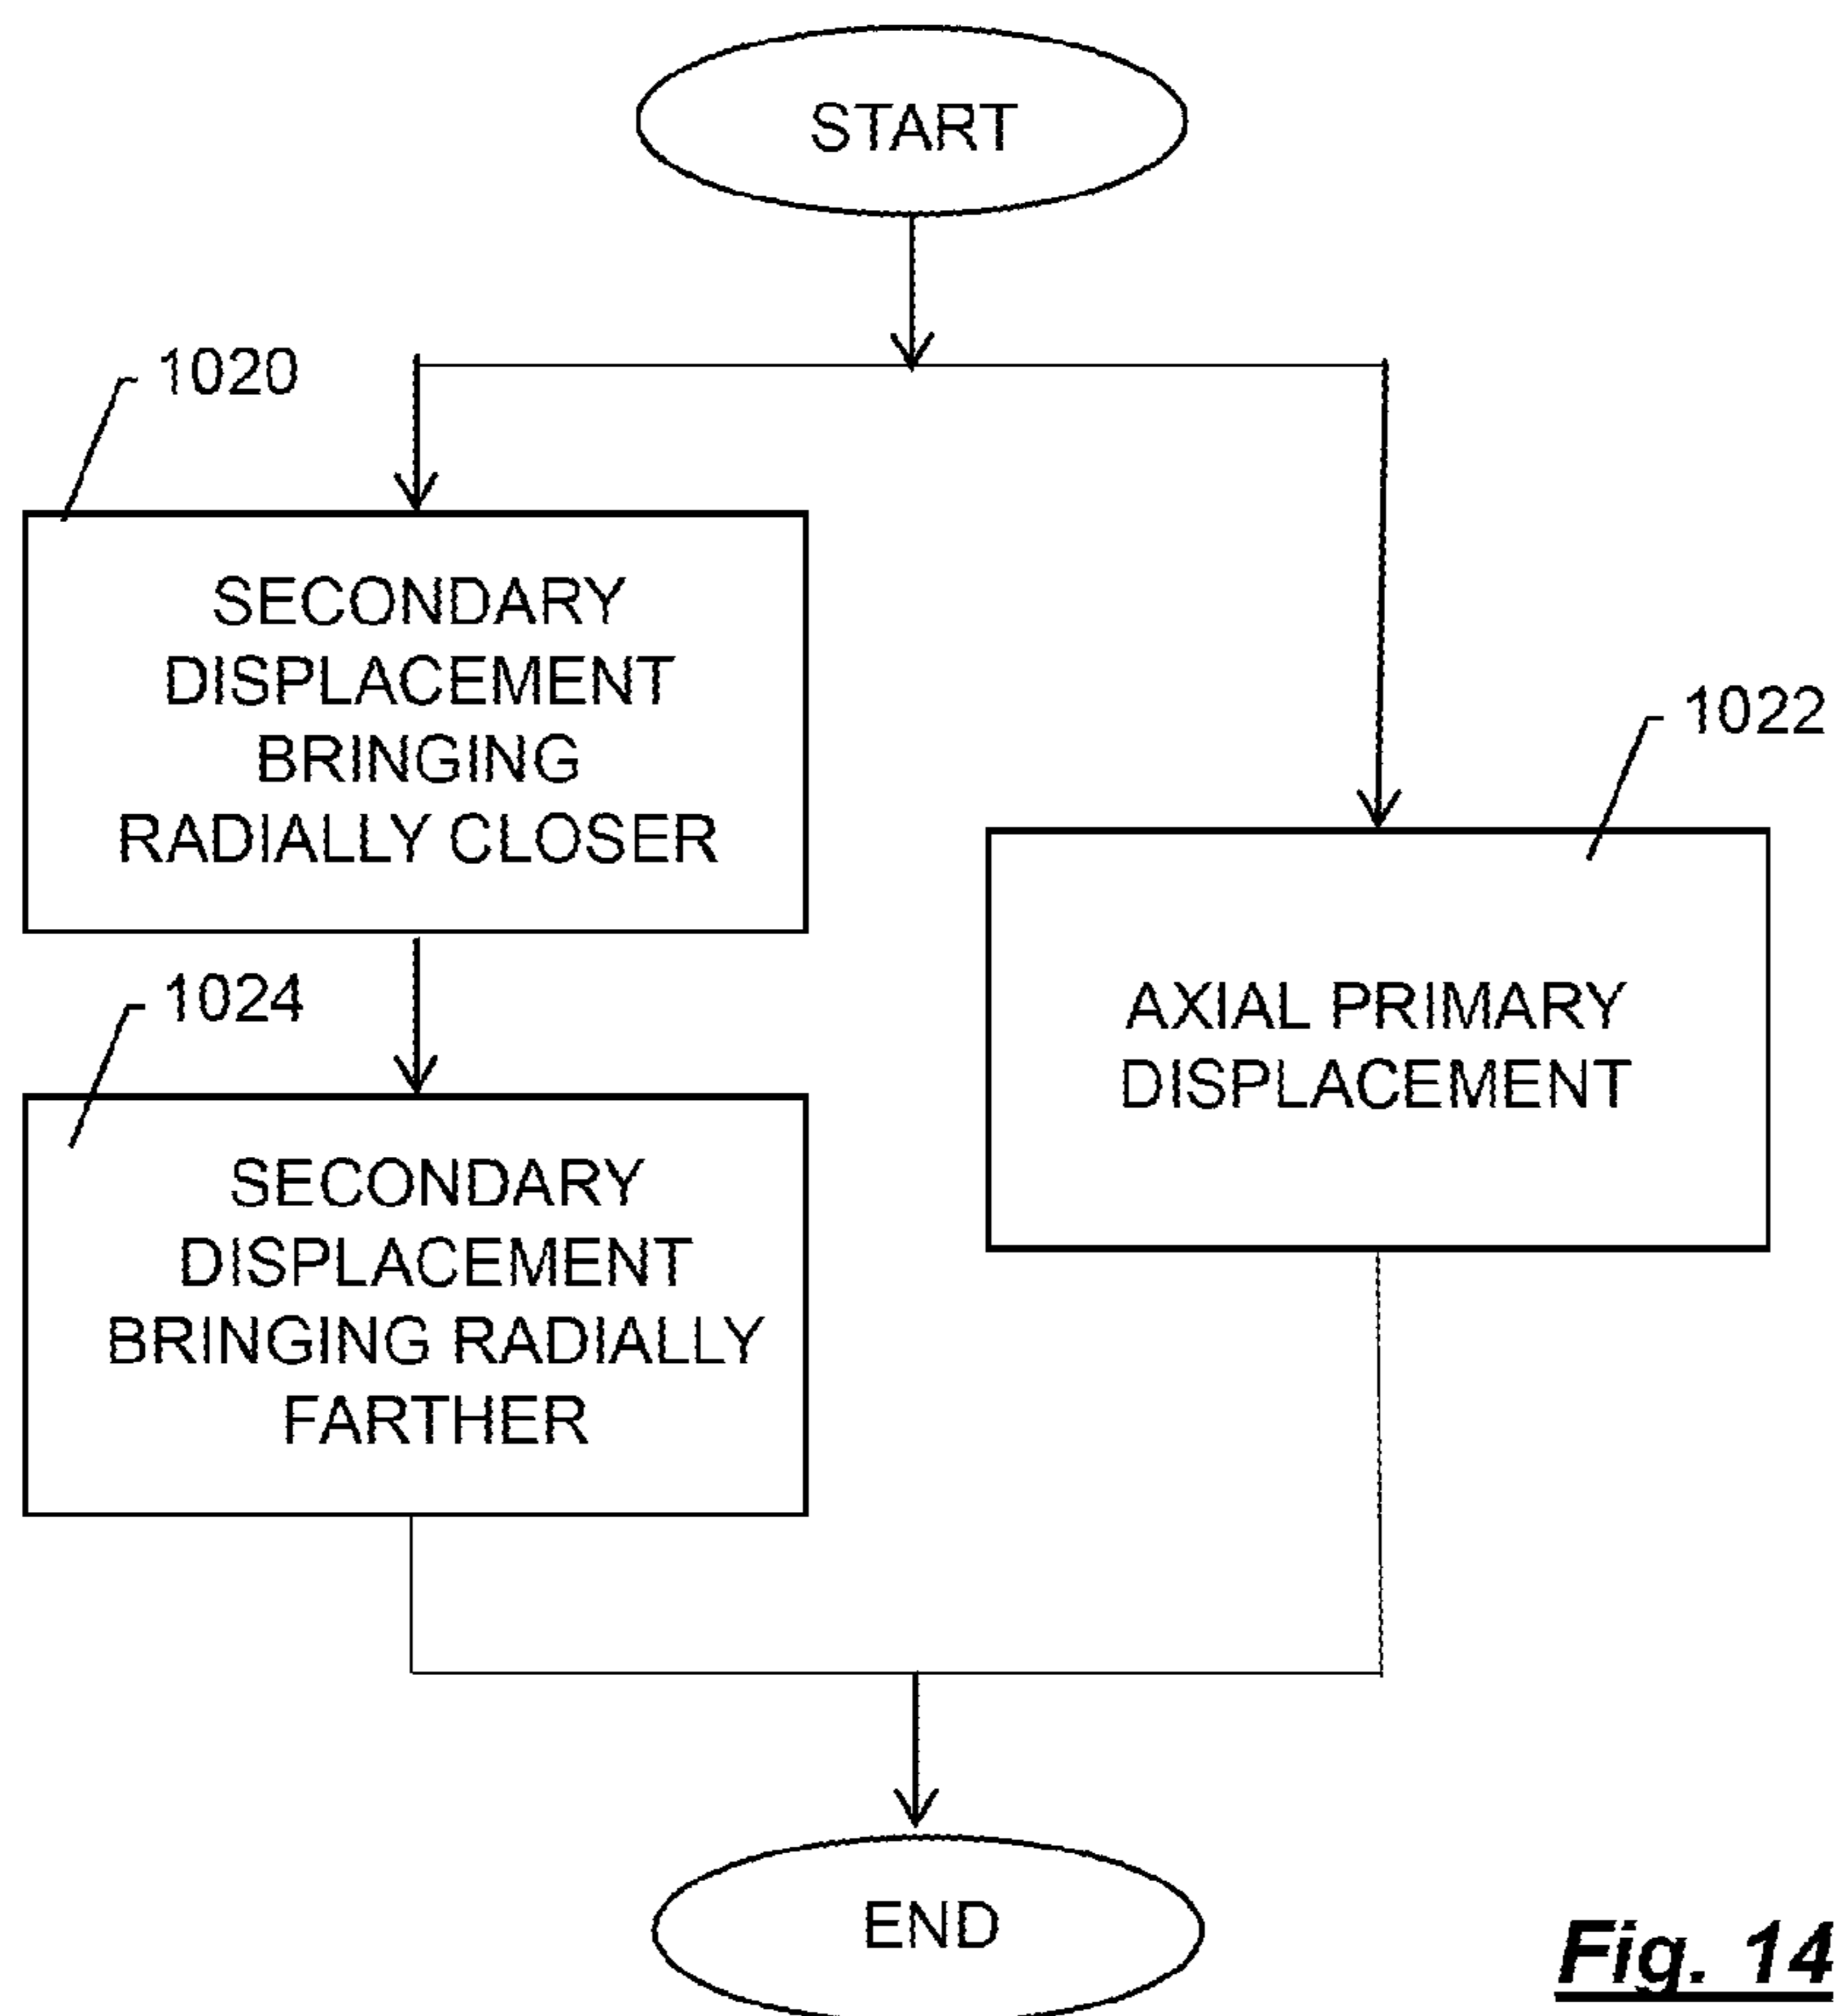 START
1020
SECONDARY
DISPLACEMENT
BRINGING
RADIALLY CLOSER
1022
AXIAL PRIMARY
DISPLACEMENT
1024
SECONDARY
DISPLACEMENT
BRINGING RADIALLY
FARTHER
END
Fig. 14